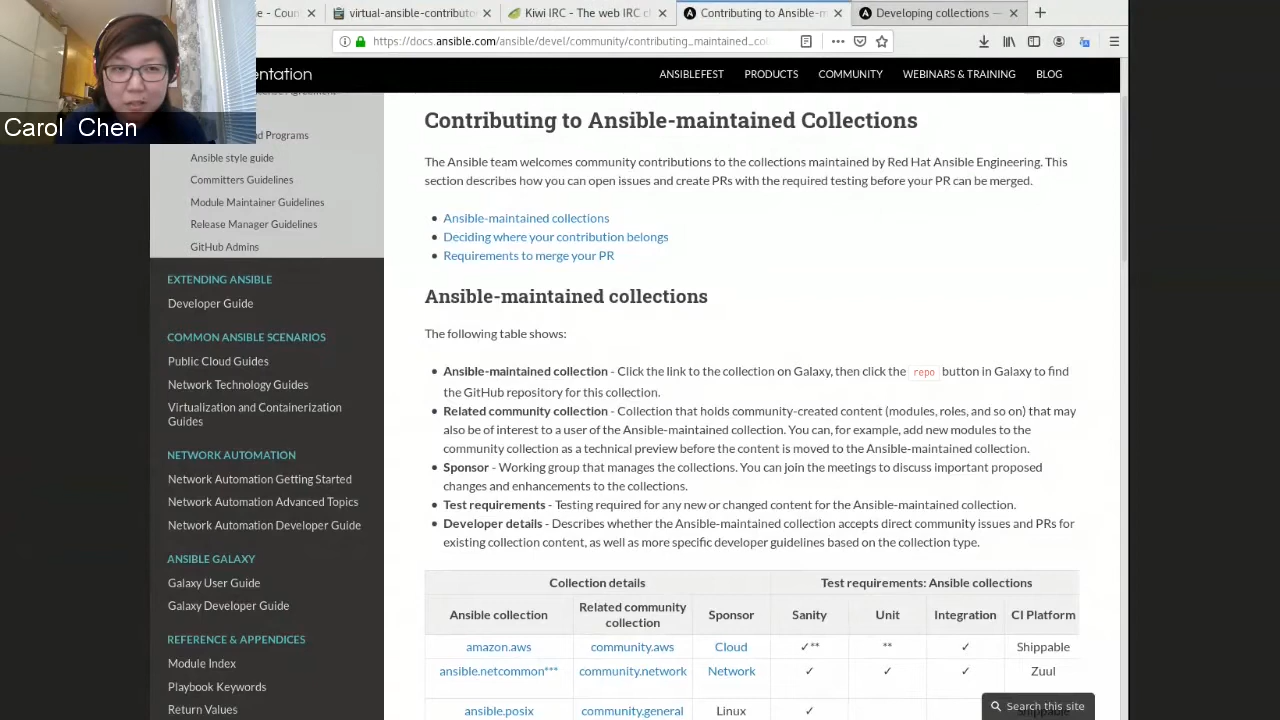 e - Coun
virtual-ansible-contributo
Kiwi IRC - The web IRC c
Contributing to Ansible-m
Developing collections —
https://docs.ansible.com/ansible/devel/community/contributing_maintained_col
Carol Chen
entation
ANSIBLEFEST
PRODUCTS
COMMUNITY
WEBINARS & TRAINING
BLOG
d Programs
Ansible style guide
Committers Guidelines
Module Maintainer Guidelines
Release Manager Guidelines
GitHub Admins
EXTENDING ANSIBLE
Developer Guide
COMMON ANSIBLE SCENARIOS
Public Cloud Guides
Network Technology Guides
Virtualization and Containerization
Guides
NETWORK AUTOMATION
Network Automation Getting Started
Network Automation Advanced Topics
Network Automation Developer Guide
ANSIBLE GALAXY
Galaxy User Guide
Galaxy Developer Guide
REFERENCE & APPENDICES
Module Index
Playbook Keywords
Return Values
Contributing to Ansible-maintained Collections
The Ansible team welcomes community contributions to the collections maintained by Red Hat Ansible Engineering. This
section describes how you can open issues and create PRs with the required testing before your PR can be merged.
• Ansible-maintained collections
• Deciding where your contribution belongs
• Requirements to merge your PR
Ansible-maintained collections
The following table shows:
• Ansible-maintained collection - Click the link to the collection on Galaxy, then click the repo button in Galaxy to find
the GitHub repository for this collection.
• Related community collection - Collection that holds community-created content (modules, roles, and so on) that may
also be of interest to a user of the Ansible-maintained collection. You can, for example, add new modules to the
community collection as a technical preview before the content is moved to the Ansible-maintained collection.
• Sponsor - Working group that manages the collections. You can join the meetings to discuss important proposed
changes and enhancements to the collections.
• Test requirements - Testing required for any new or changed content for the Ansible-maintained collection.
• Developer details - Describes whether the Ansible-maintained collection accepts direct community issues and PRs for
existing collection content, as well as more specific developer guidelines based on the collection type.
Collection details Test requirements: Ansible collections
Ansible collection Related community collection Sponsor Sanity Unit Integration CI Platform
amazon.aws community.aws Cloud ✓** ** ✓ Shippable
ansible.netcommon*** community.network Network ✓ ✓ ✓ Zuul
ansible.posix community.general Linux ✓
Search this site